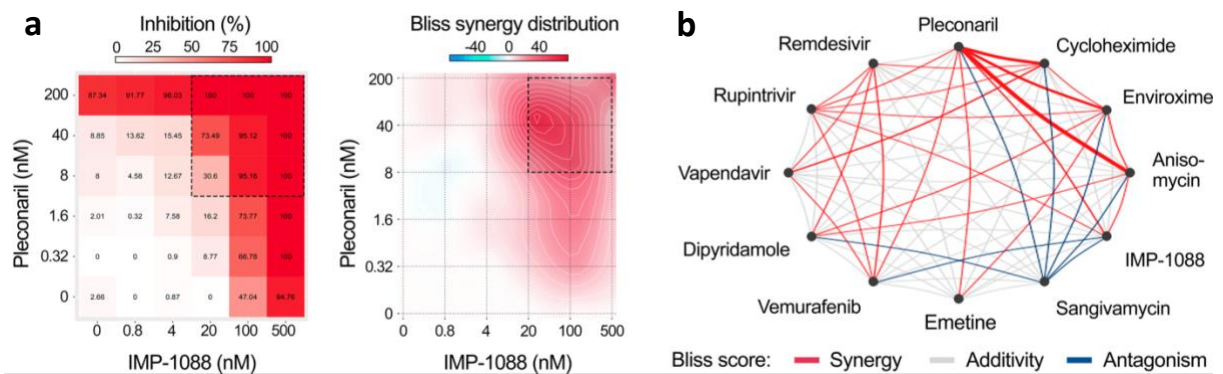 a
Inhibition (%)
0 25 50 75 100
Pleconaril (nM)
200 87.34 91.77 96.03 100 100 100
40 8.85 13.62 15.45 73.49 95.12 100
8 8 4.58 12.67 30.6 95.16 100
1.6 2.01 0.32 7.58 16.2 73.77 100
0.32 0 0 0.9 8.77 66.78 100
0 2.66 0 0.87 0 47.04 94.76
0 0.8 4 20 100 500
IMP-1088 (nM)
Bliss synergy distribution
-40 0 40
Pleconaril (nM)
200
40
8
1.6
0.32
0
0 0.8 4 20 100 500
IMP-1088 (nM)
b
Pleconaril
Cycloheximide
Enviroxime
Aniso-
mycin
IMP-1088
Sangivamycin
Emetine
Vemurafenib
Dipyridamole
Vapendavir
Rupintrivir
Remdesivir
Bliss score: Synergy Additivity Antagonism